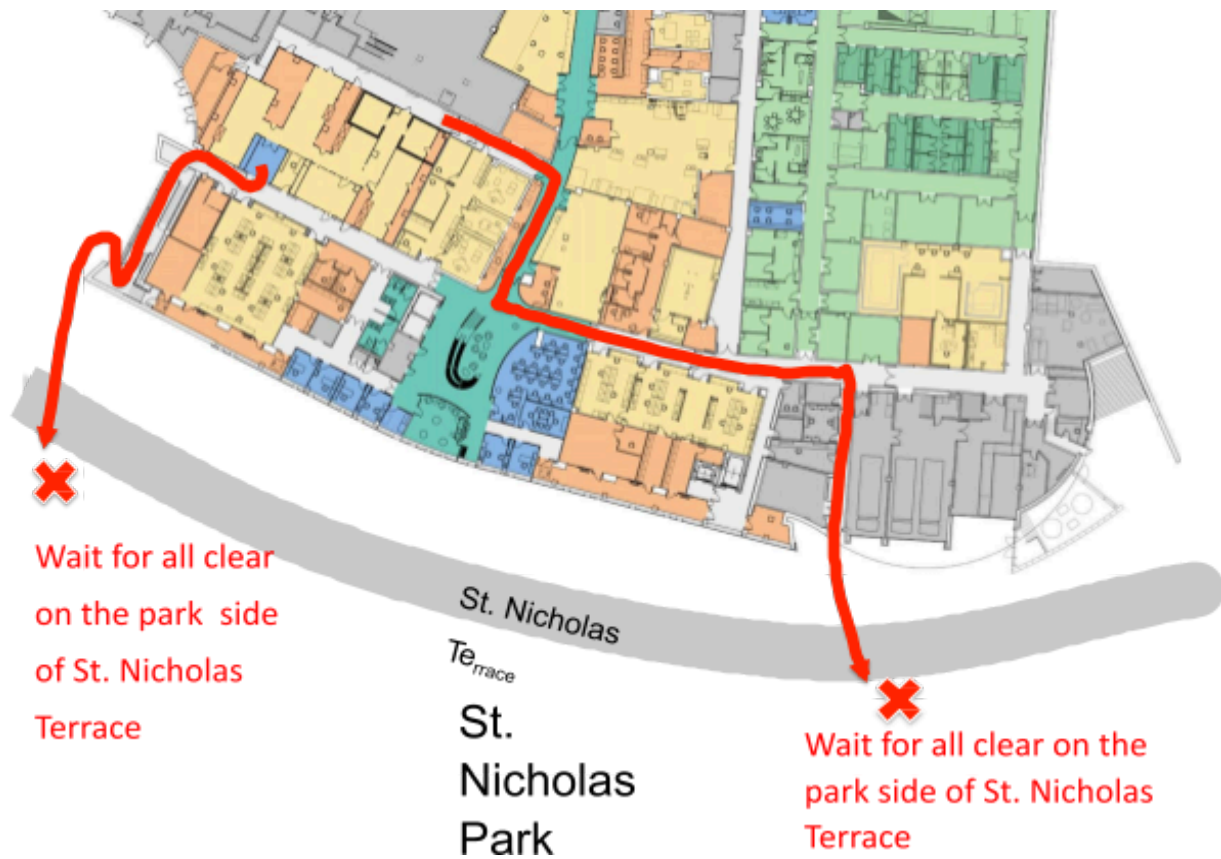 Wait for all clear
on the park side
of St. Nicholas
Terrace
St. Nicholas
Terrace
St.
Nicholas
Park
Wait for all clear on the
park side of St. Nicholas
Terrace